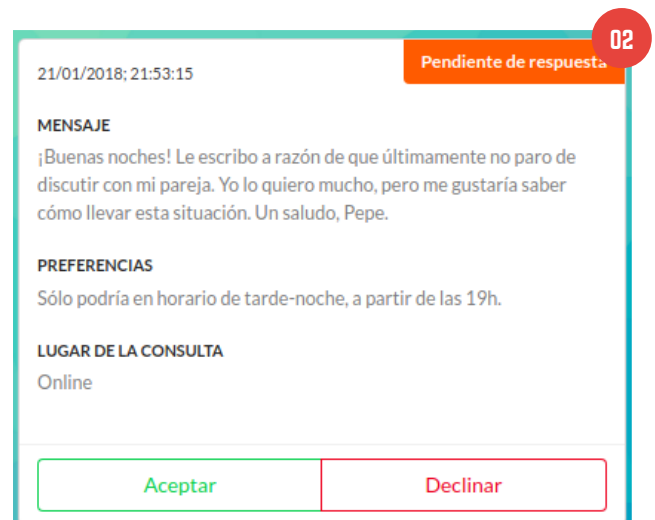 02
Pendiente de respuesta
21/01/2018; 21:53:15
MENSAJE
¡Buenas noches! Le escribo a razón de que últimamente no paro de
discutir con mi pareja. Yo lo quiero mucho, pero me gustaría saber
cómo llevar esta situación. Un saludo, Pepe.
PREFERENCIAS
Sólo podría en horario de tarde-noche, a partir de las 19h.
LUGAR DE LA CONSULTA
Online
Aceptar
Declinar